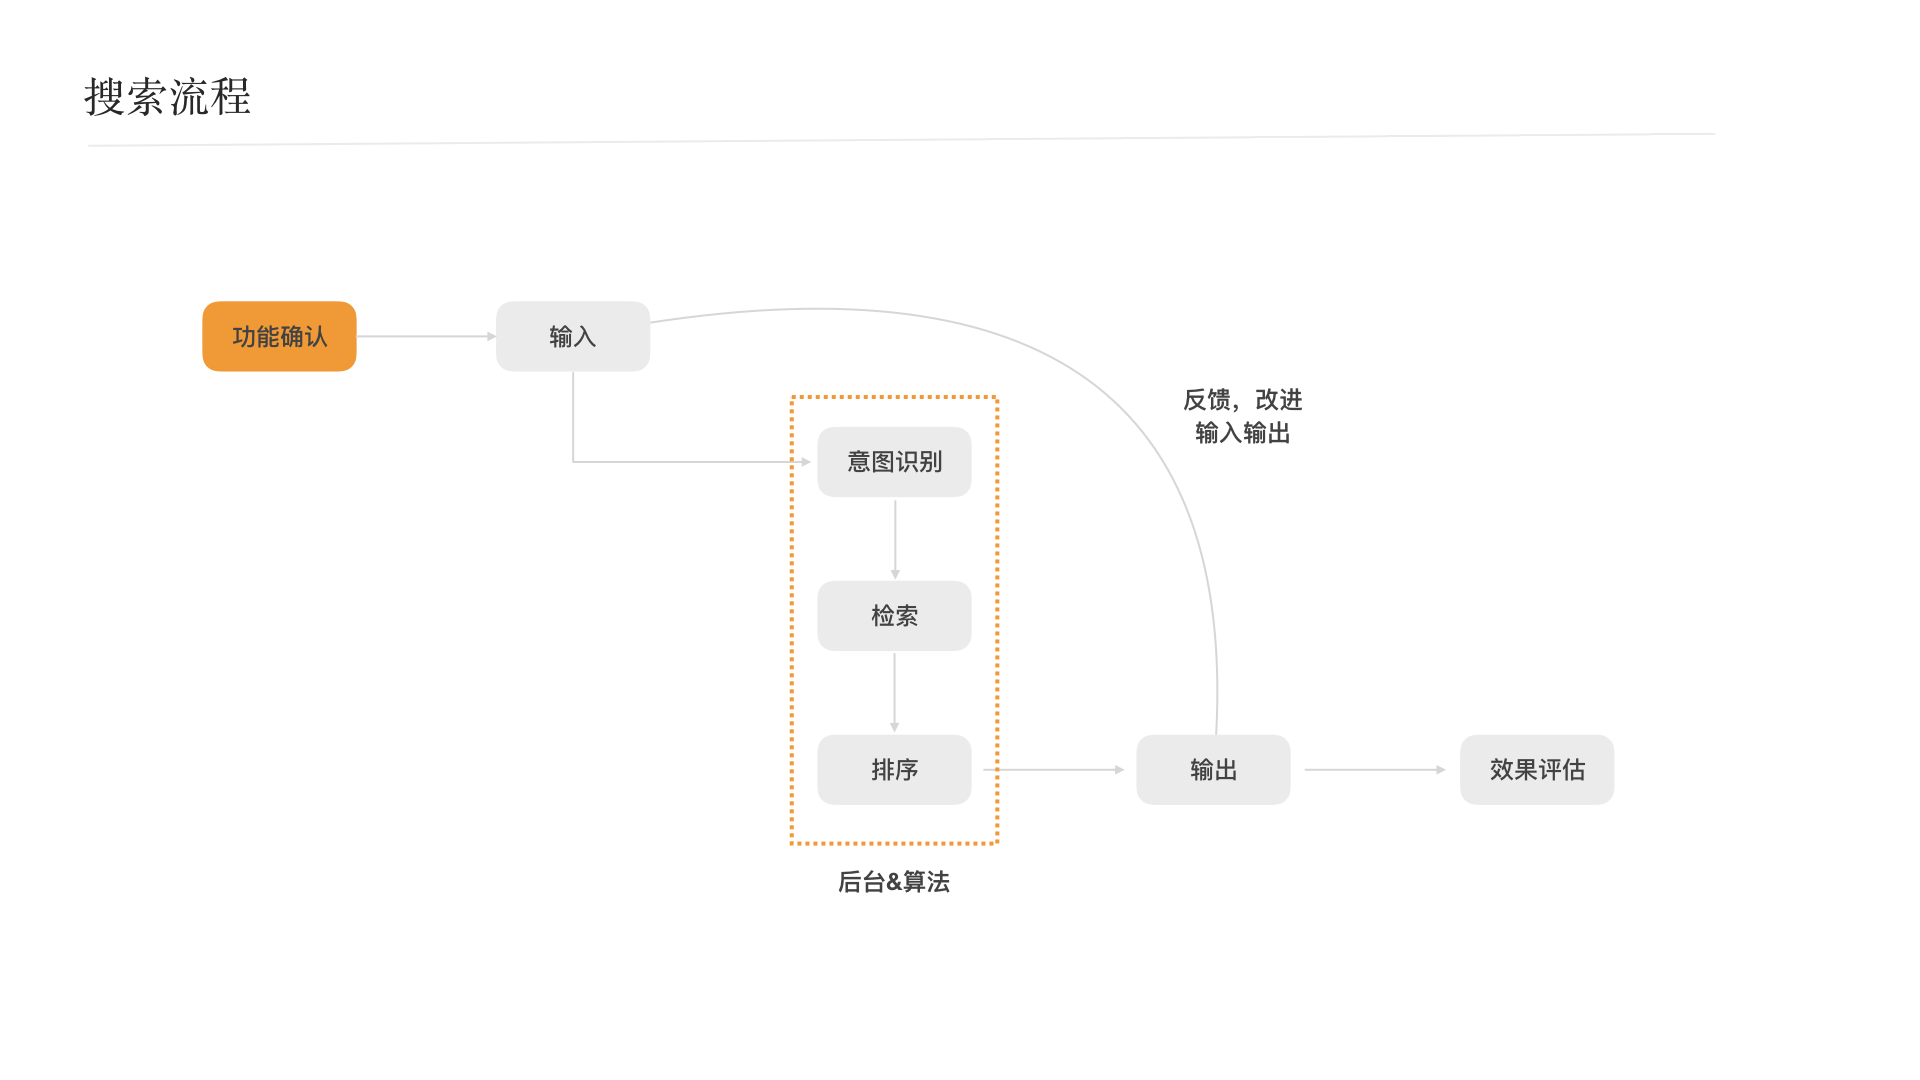 搜索流程
功能确认
输入
反馈，改进
输入输出
意图识别
检索
排序
输出
效果评估
后台&算法